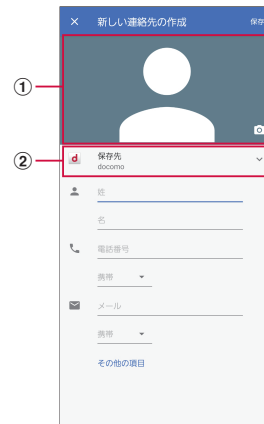 新しい連絡先の作成 保存
①
②
d
保存先
docomo
姓
名
電話番号
携帯
メール
携帯
その他の項目